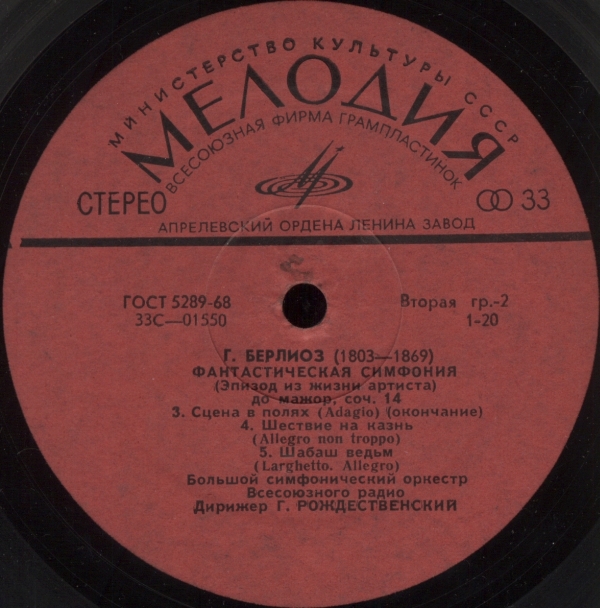 МИНИСТЕРСТВО КУЛЬТУРЫ СССР
МЕЛОДИЯ
ВСЕСОЮЗНАЯ ФИРМА ГРАМПЛАСТИНОК
СТЕРЕО
33
АПРЕЛЕВСКИЙ ОРДЕНА ЛЕНИНА ЗАВОД
ГОСТ 5289-68
Вторая гр.-2
33С—01550
1-20
Г. БЕРЛИОЗ (1803—1869)
ФАНТАСТИЧЕСКАЯ СИМФОНИЯ
(Эпизод из жизни артиста)
до мажор, соч. 14
3. Сцена в полях (Adagio) (окончание)
4. Шествие на казнь
(Allegro non troppo)
5. Шабаш ведьм
(Larghetto. Allegro)
Большой симфонический оркестр
Всесоюзного радио
Дирижер Г. РОЖДЕСТВЕНСКИЙ